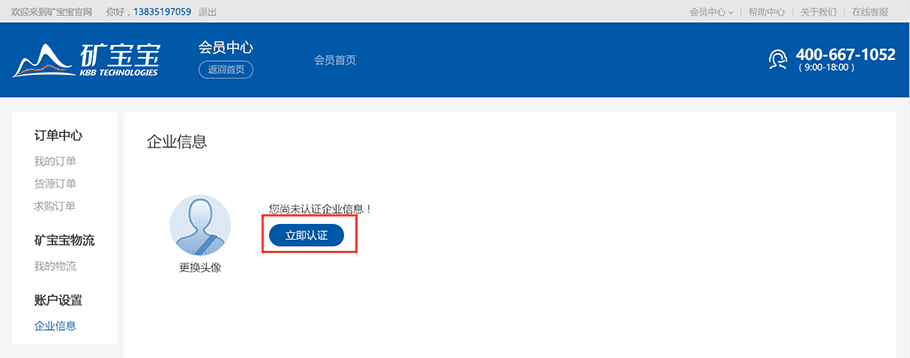 欢迎来到矿宝宝官网 你好，13835197059 退出 会员中心 帮助中心 关于我们 在线客服
矿宝宝
KBB TECHNOLOGIES
会员中心
返回首页
会员首页
400-667-1052
（9:00-18:00）
订单中心
我的订单
货源订单
求购订单
矿宝宝物流
我的物流
账户设置
企业信息
企业信息
您尚未认证企业信息！
立即认证
更换头像